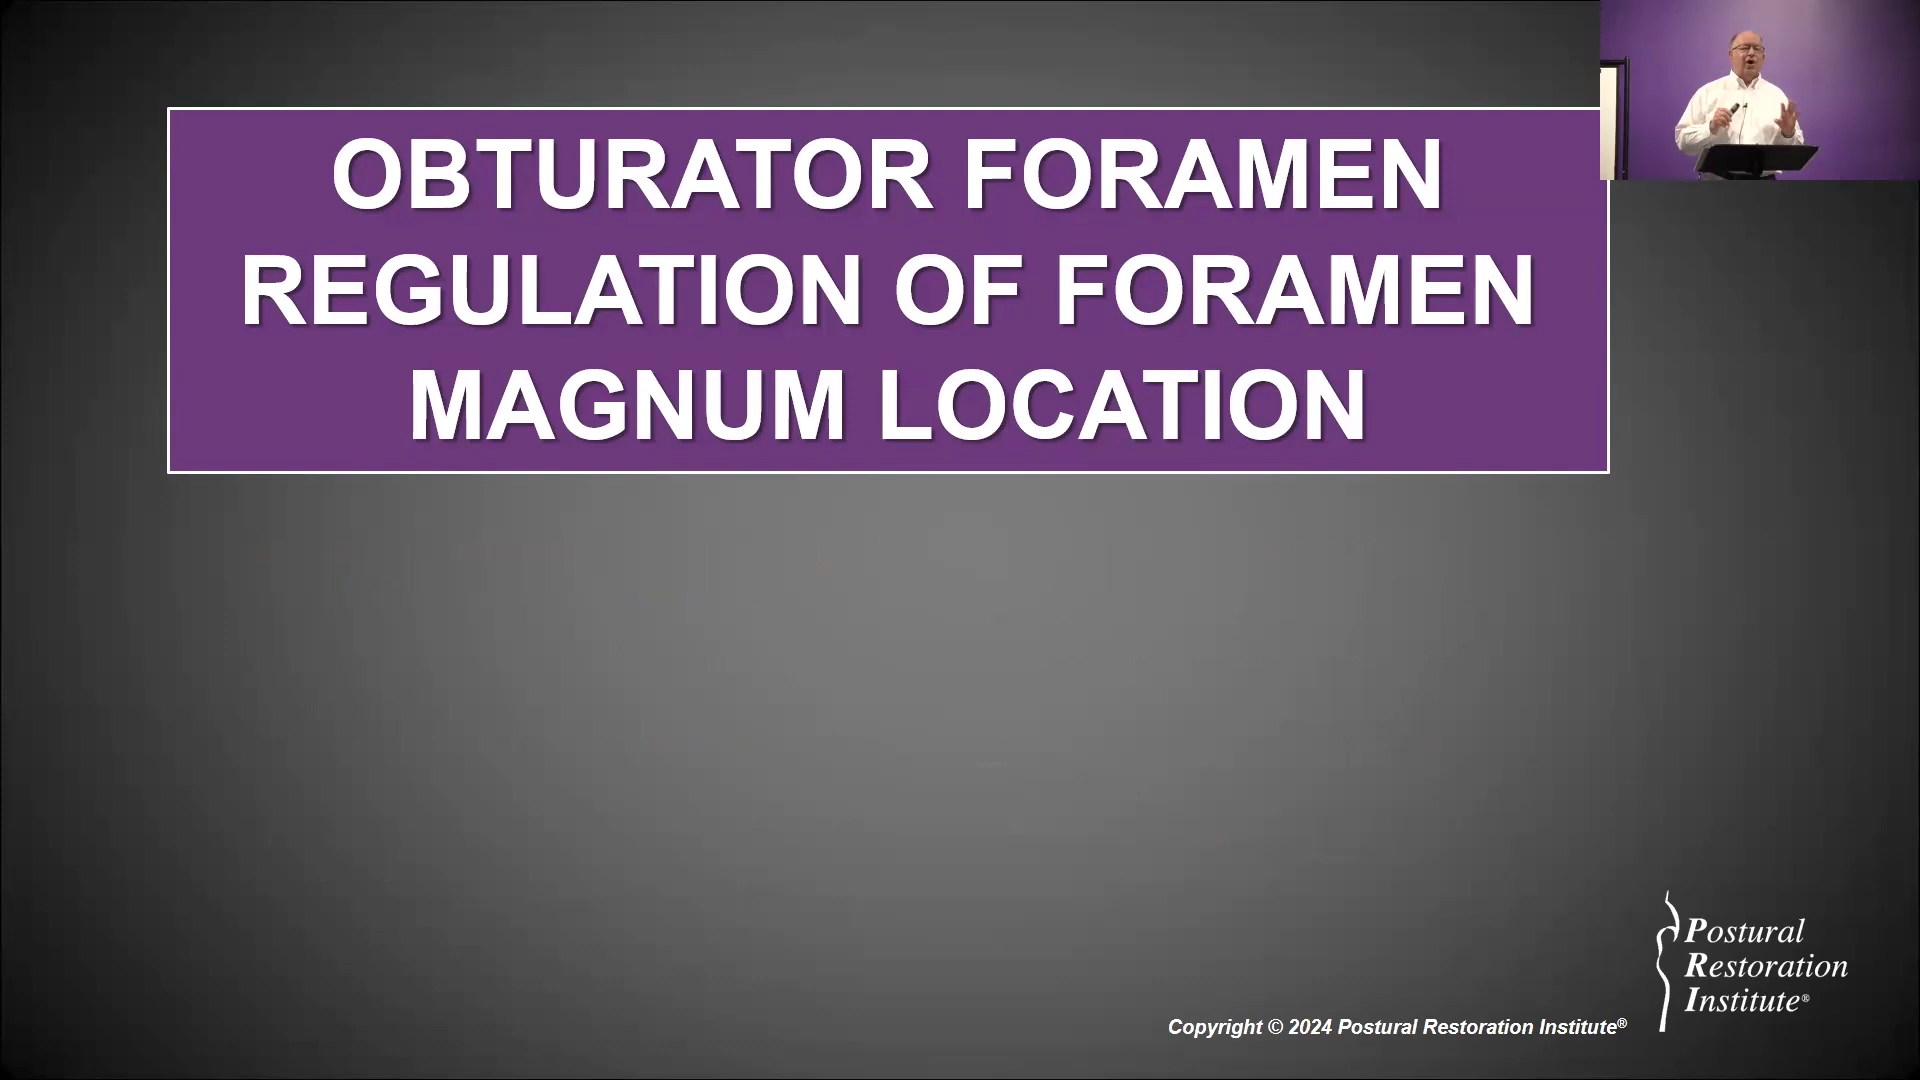 OBTURATOR FORAMEN
REGULATION OF FORAMEN
MAGNUM LOCATION
Postural
Restoration
Institute®
Copyright © 2024 Postural Restoration Institute®